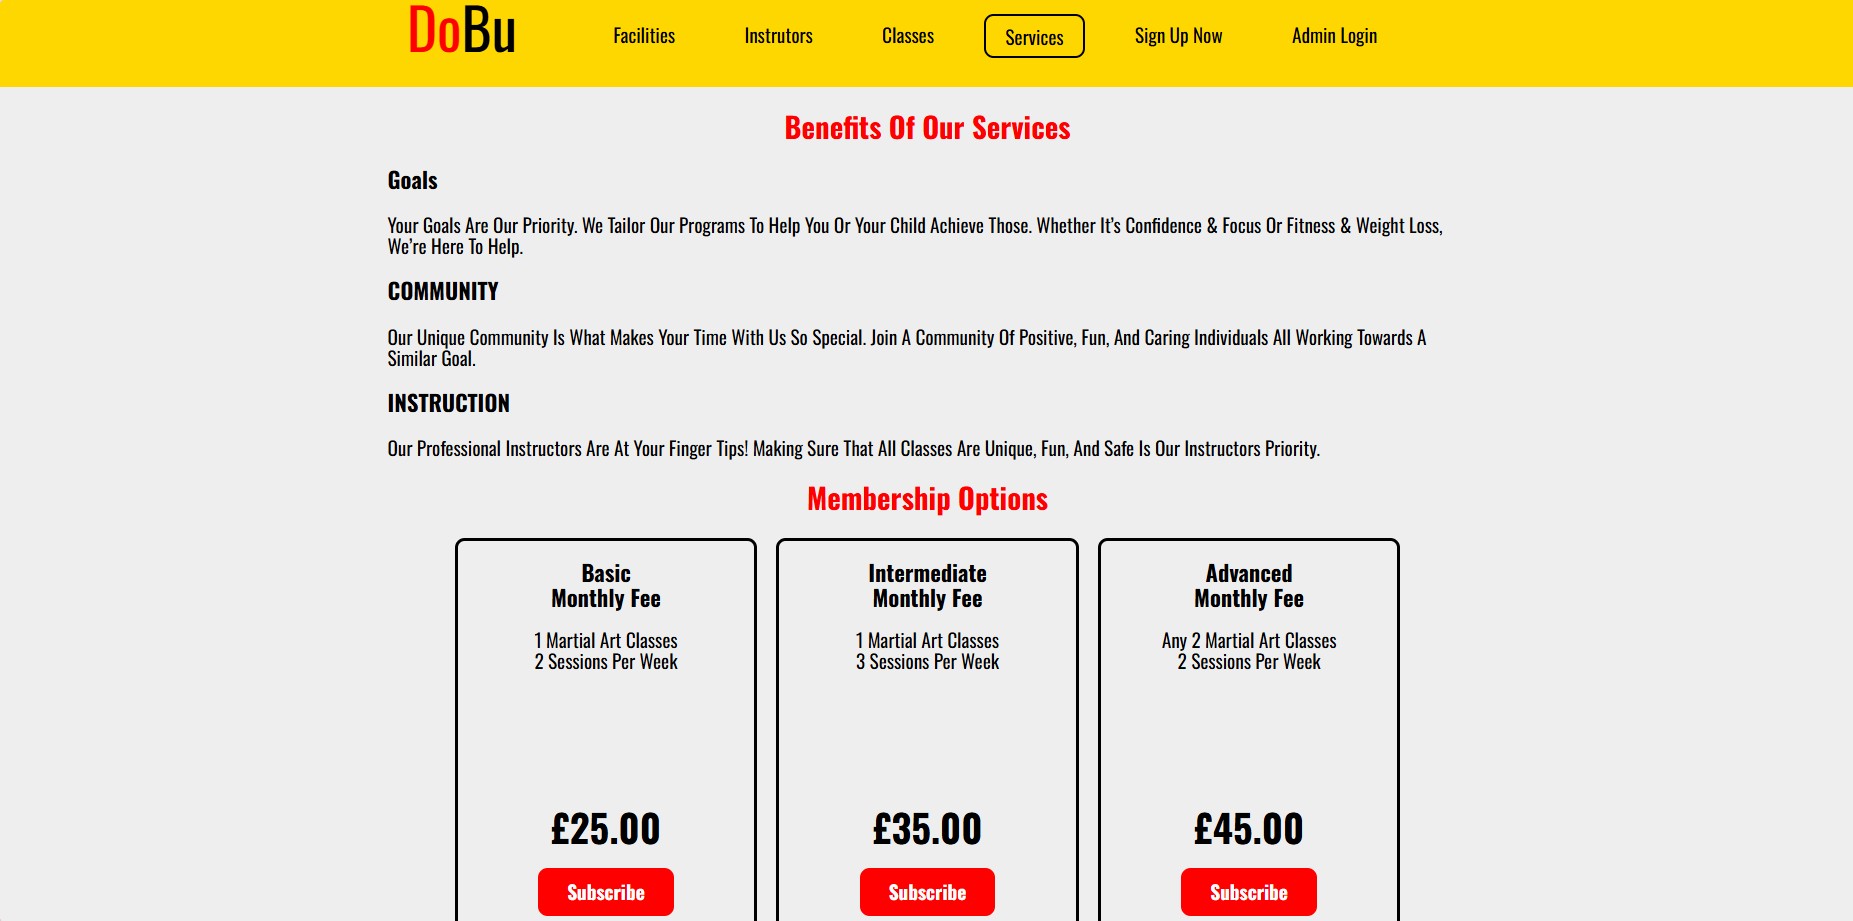 DoBu
Facilities
Instrutors
Classes
Services
Sign Up Now
Admin Login
Benefits Of Our Services
Goals
Your Goals Are Our Priority. We Tailor Our Programs To Help You Or Your Child Achieve Those. Whether It’s Confidence & Focus Or Fitness & Weight Loss,
We’re Here To Help.
COMMUNITY
Our Unique Community Is What Makes Your Time With Us So Special. Join A Community Of Positive, Fun, And Caring Individuals All Working Towards A
Similar Goal.
INSTRUCTION
Our Professional Instructors Are At Your Finger Tips! Making Sure That All Classes Are Unique, Fun, And Safe Is Our Instructors Priority.
Membership Options
Basic
Monthly Fee
1 Martial Art Classes
2 Sessions Per Week
£25.00
Subscribe
Intermediate
Monthly Fee
1 Martial Art Classes
3 Sessions Per Week
£35.00
Subscribe
Advanced
Monthly Fee
Any 2 Martial Art Classes
2 Sessions Per Week
£45.00
Subscribe